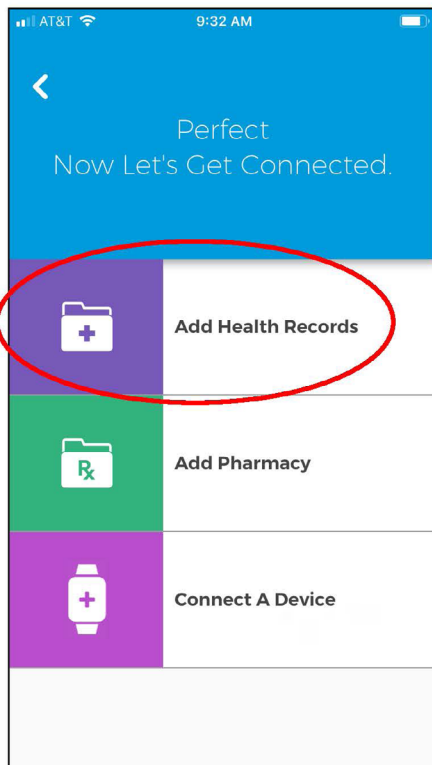 AT&T 9:32 AM
Perfect
Now Let's Get Connected.
Add Health Records
Rx
Add Pharmacy
Connect A Device